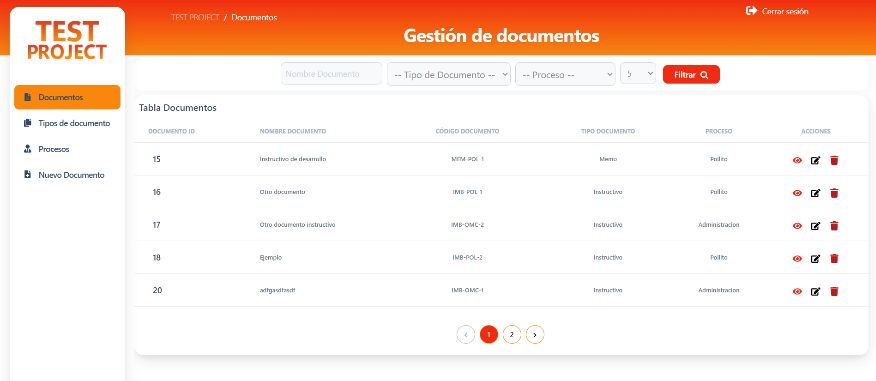 TEST PROJECT / Documentos
Cerrar sesión
TEST
PROJECT
Gestión de documentos
Nombre Documento
-- Tipo de Documento --
-- Proceso --
5
Filtrar
Documentos
Tipos de documento
Procesos
Nuevo Documento
Tabla Documentos
DOCUMENTO ID NOMBRE DOCUMENTO CÓDIGO DOCUMENTO TIPO DOCUMENTO PROCESO ACCIONES
15 Instructivo de desarrollo MEM-POL-1 Memo Pollito
16 Otro documento IMB-POL-1 Instructivo Pollito
17 Otro documento instructivo IMB-OMC-2 Instructivo Administracion
18 Ejemplo IMB-POL-2 Instructivo Pollito
20 adfgasdfasdf IMB-OMC-1 Instructivo Administracion
‹ 1 2 ›